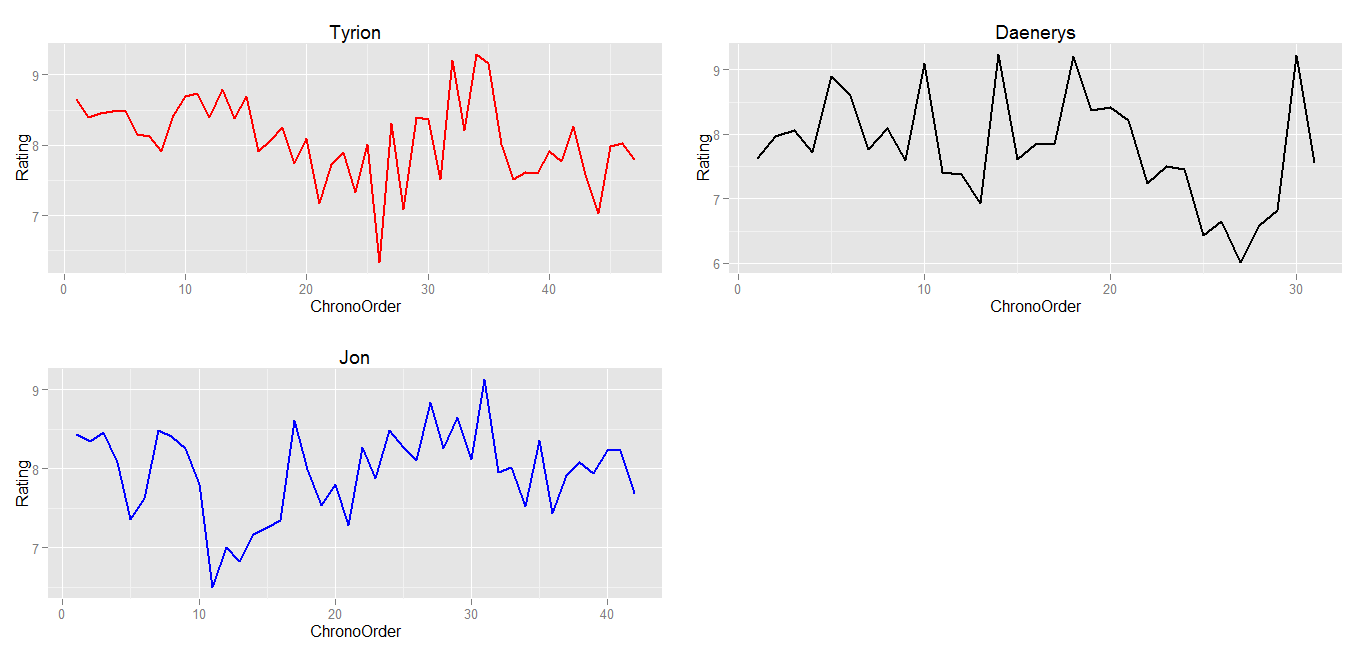 Tyrion
Rating
9
8
7
0 10 20 30 40
ChronoOrder
Daenerys
Rating
9
8
7
6
0 10 20 30
ChronoOrder
Jon
Rating
9
8
7
0 10 20 30 40
ChronoOrder